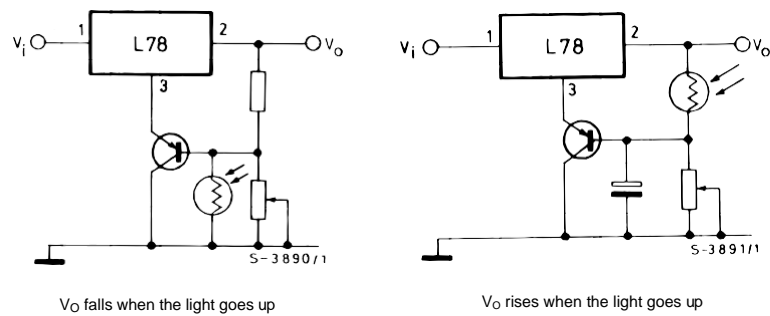 1 L78 2
Vi Vo
3
S-3890/1
VO falls when the light goes up
1 L78 2
Vi Vo
3
S-3891/1
VO rises when the light goes up